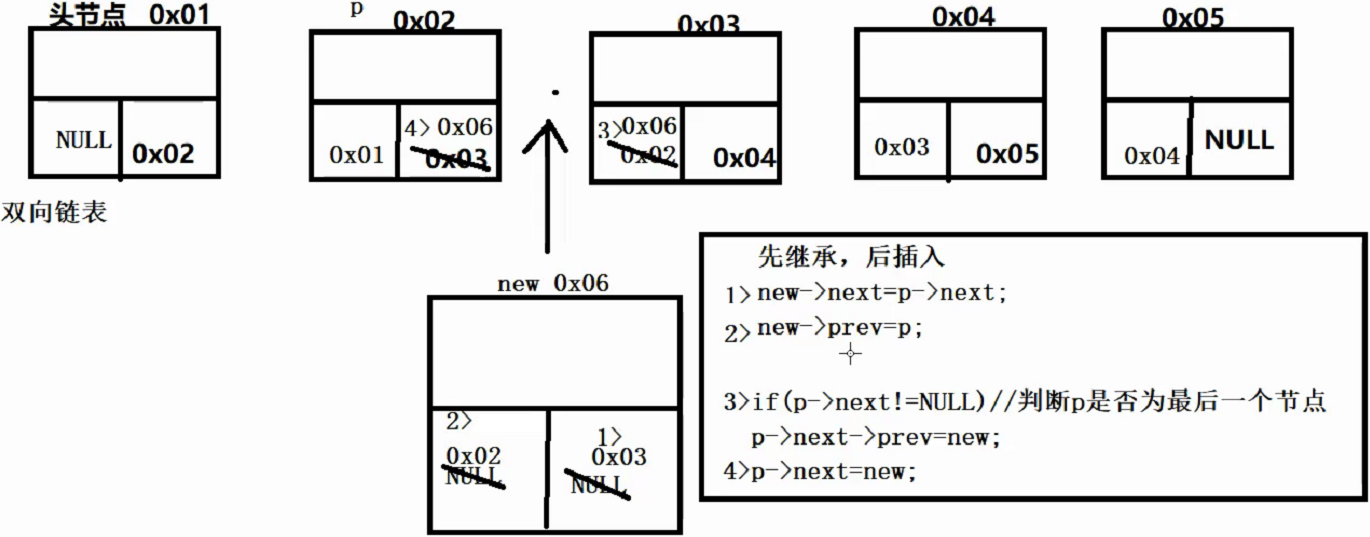 头节点 0x01
p 0x02
0x03
0x04
0x05
NULL 0x02
0x01 4> 0x06
0x03
3>0x06
0x02 0x04
0x03 0x05
0x04 NULL
双向链表
new 0x06
2>
0x02
NULL
1>
0x03
NULL
先继承，后插入
1> new->next=p->next;
2> new->prev=p;
3>if(p->next!=NULL)//判断p是否为最后一个节点
p->next->prev=new;
4>p->next=new;